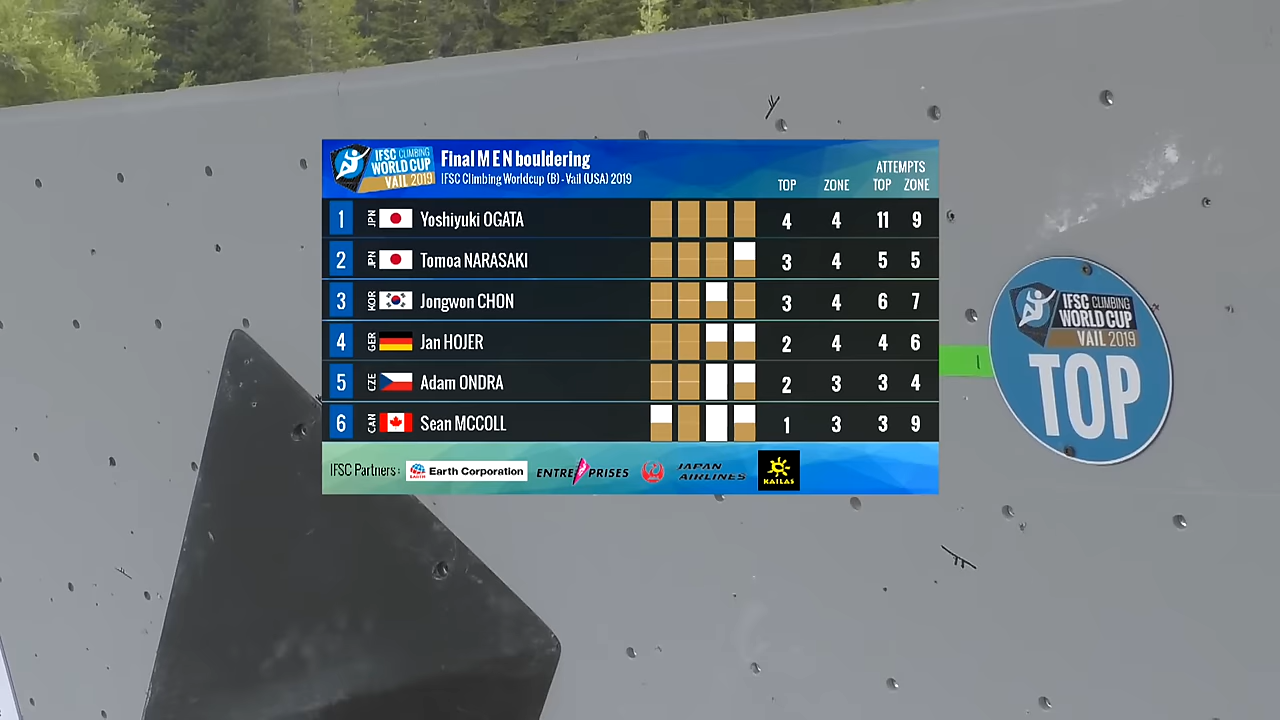 IFSC CLIMBING
WORLD CUP
VAIL 2019
Final M E N bouldering
IFSC Climbing Worldcup (B) - Vail (USA) 2019
ATTEMPTS
TOP ZONE TOP ZONE
1 JPN Yoshiyuki OGATA 4 4 11 9
2 JPN Tomoa NARASAKI 3 4 5 5
3 KOR Jongwon CHON 3 4 6 7
4 GER Jan HOJER 2 4 4 6
5 CZE Adam ONDRA 2 3 3 4
6 CAN Sean MCCOLL 1 3 3 9
IFSC Partners: EARTH Earth Corporation ENTRE PRISES JAL JAPAN AIRLINES KAILAS
IFSC CLIMBING
WORLD CUP
VAIL 2019
TOP